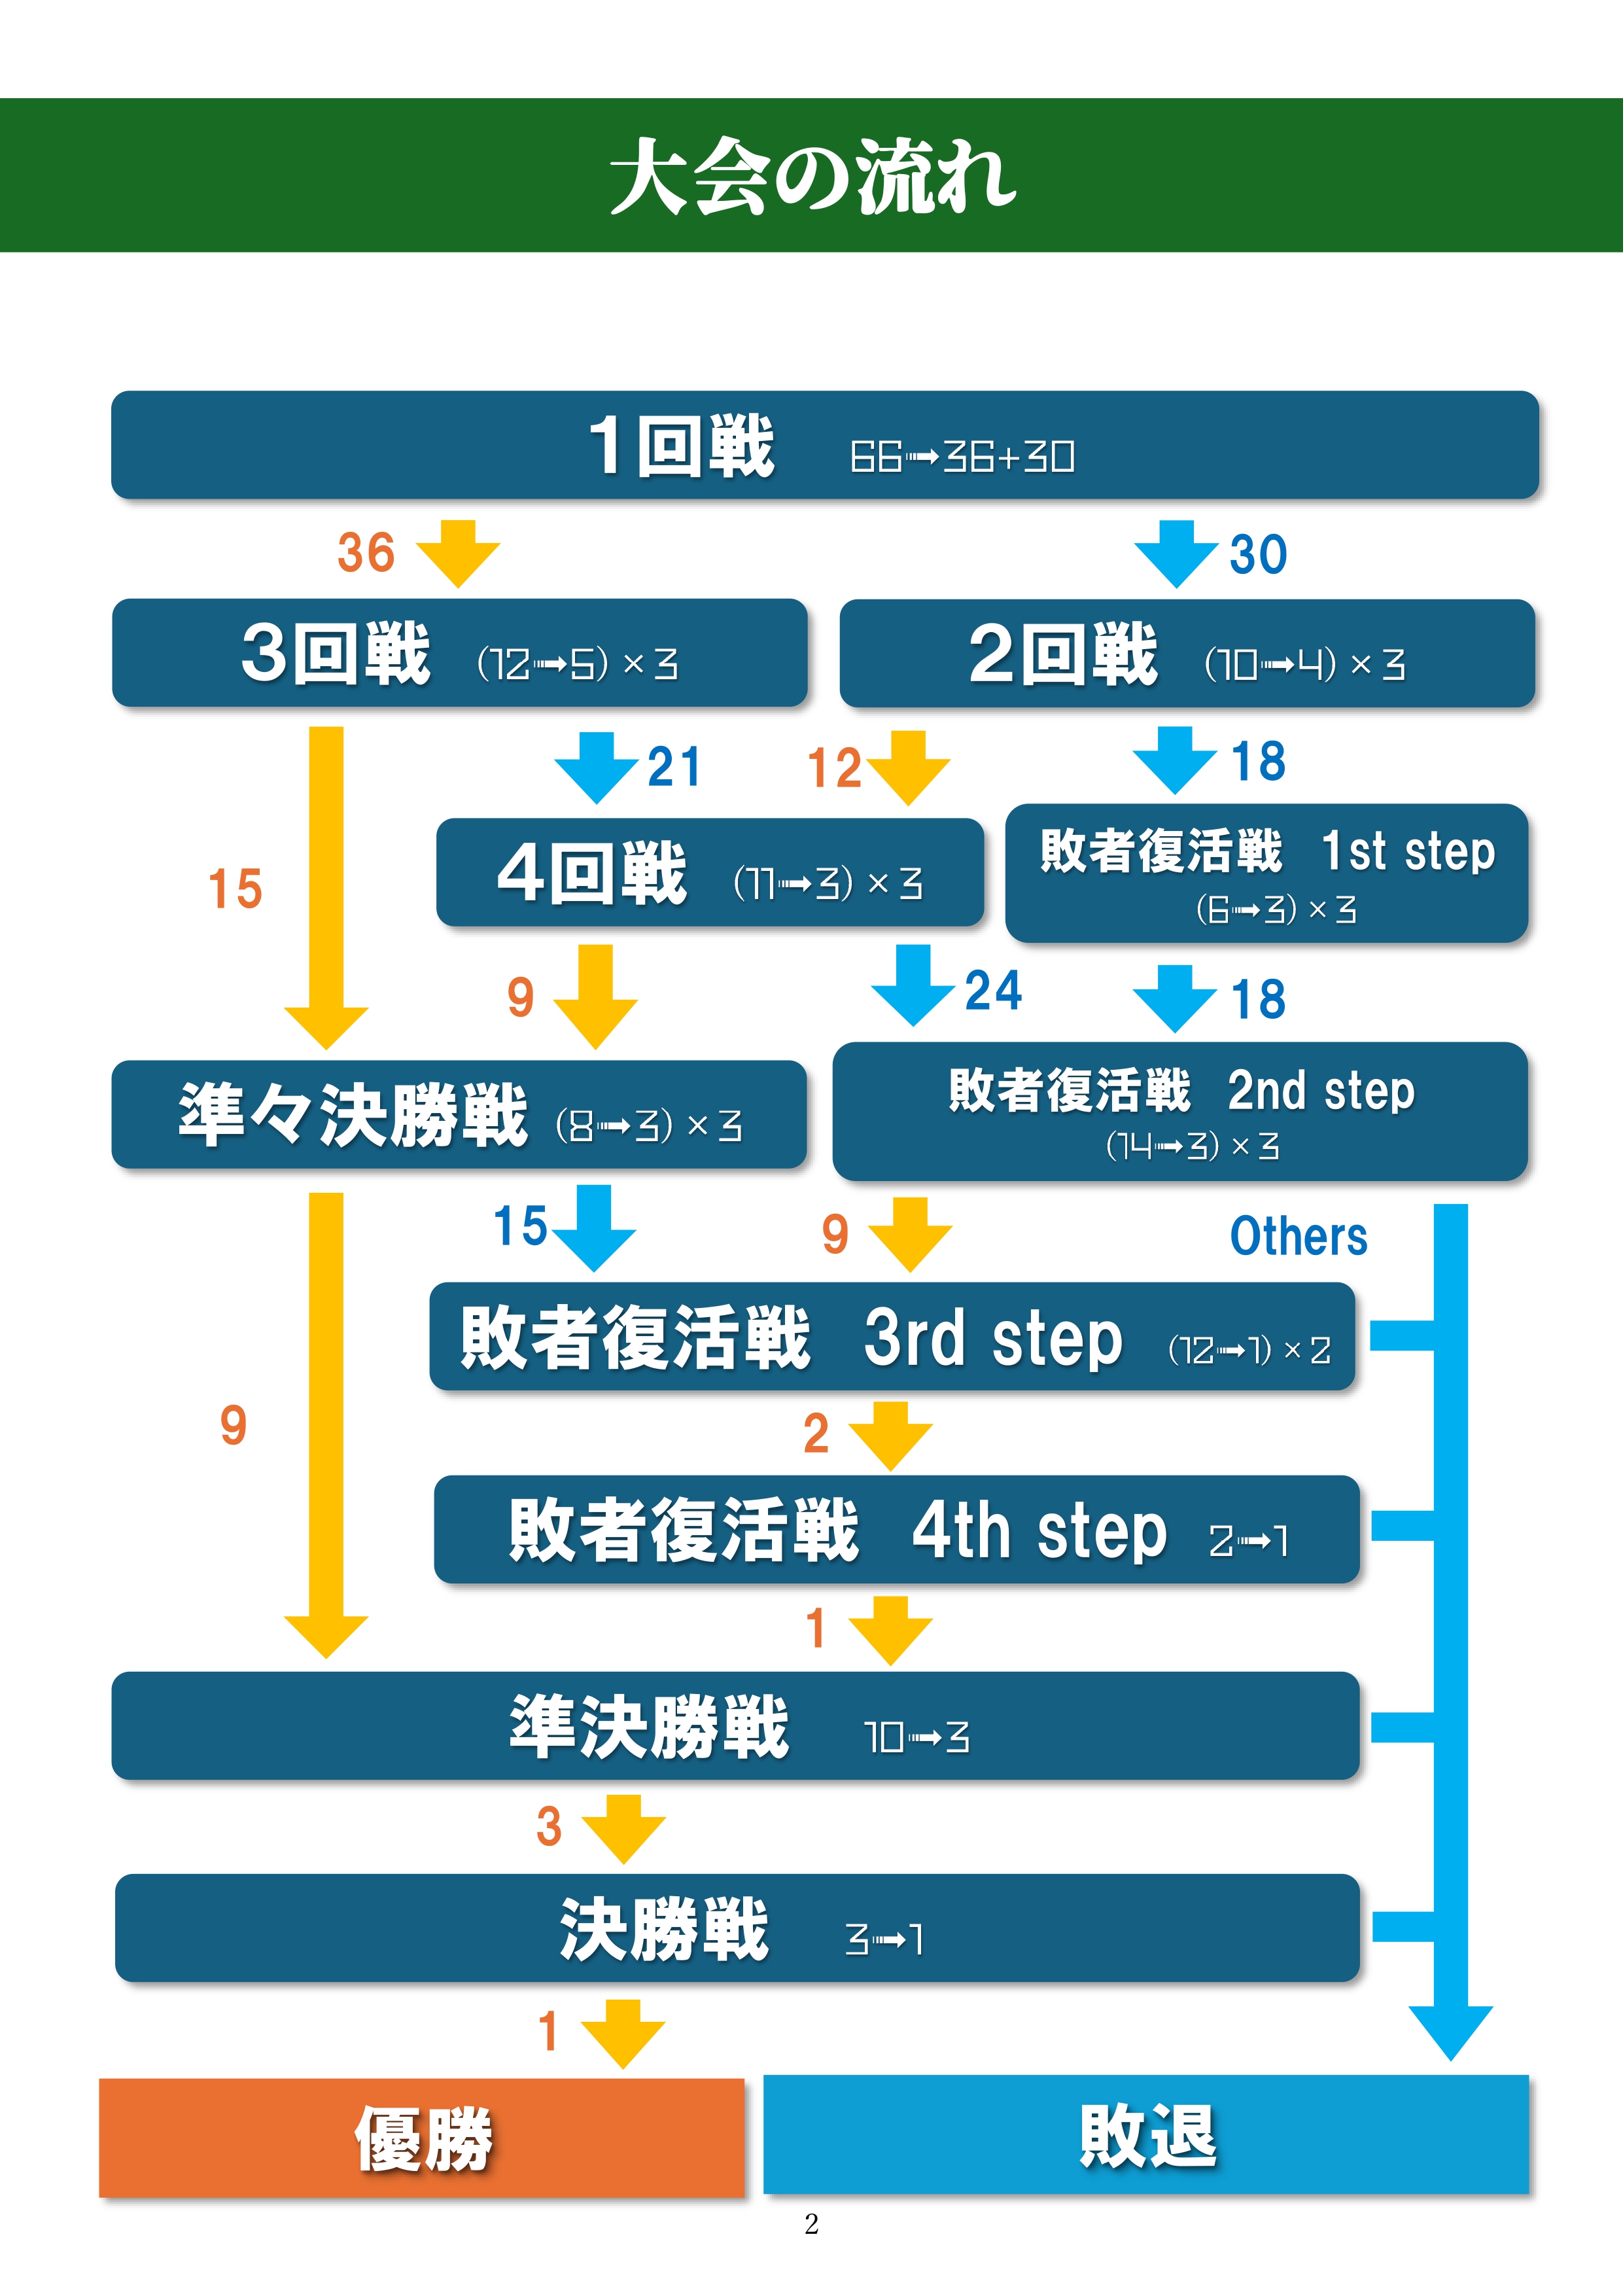 大会の流れ
1回戦 66➟36+30
36
30
3回戦 (12➟5)×3
2回戦 (10➟4)×3
21
12
18
15
4回戦 (11➟3)×3
敗者復活戦 1st step
(6➟3)×3
9
24
18
準々決勝戦 (8➟3)×3
敗者復活戦 2nd step
(14➟3)×3
15
9
Others
敗者復活戦 3rd step (12➟1)×2
9
2
敗者復活戦 4th step 2➟1
1
準決勝戦 10➟3
3
決勝戦 3➟1
1
優勝
敗退
2